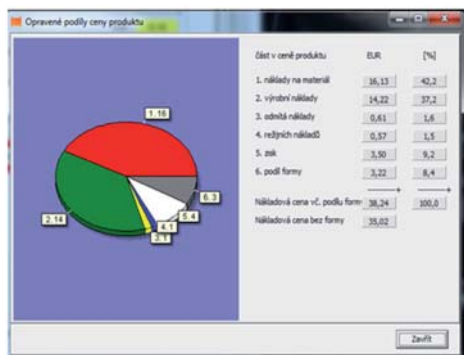 Opravené podíly ceny produktu
část v ceně produktu EUR [%]
1. náklady na materiál 16,13 42,2
2. výrobní náklady 14,22 37,2
3. odmítá náklady 0,61 1,6
4. režijních nákladů 0,57 1,5
5. zisk 3,50 9,2
6. podíl formy 3,22 8,4
Nákladová cena vč. podílu form 38,24 100,0
Nákladová cena bez formy 35,02
1. 16
2. 14
3. 1
4. 1
5. 4
6. 3
Zavřít